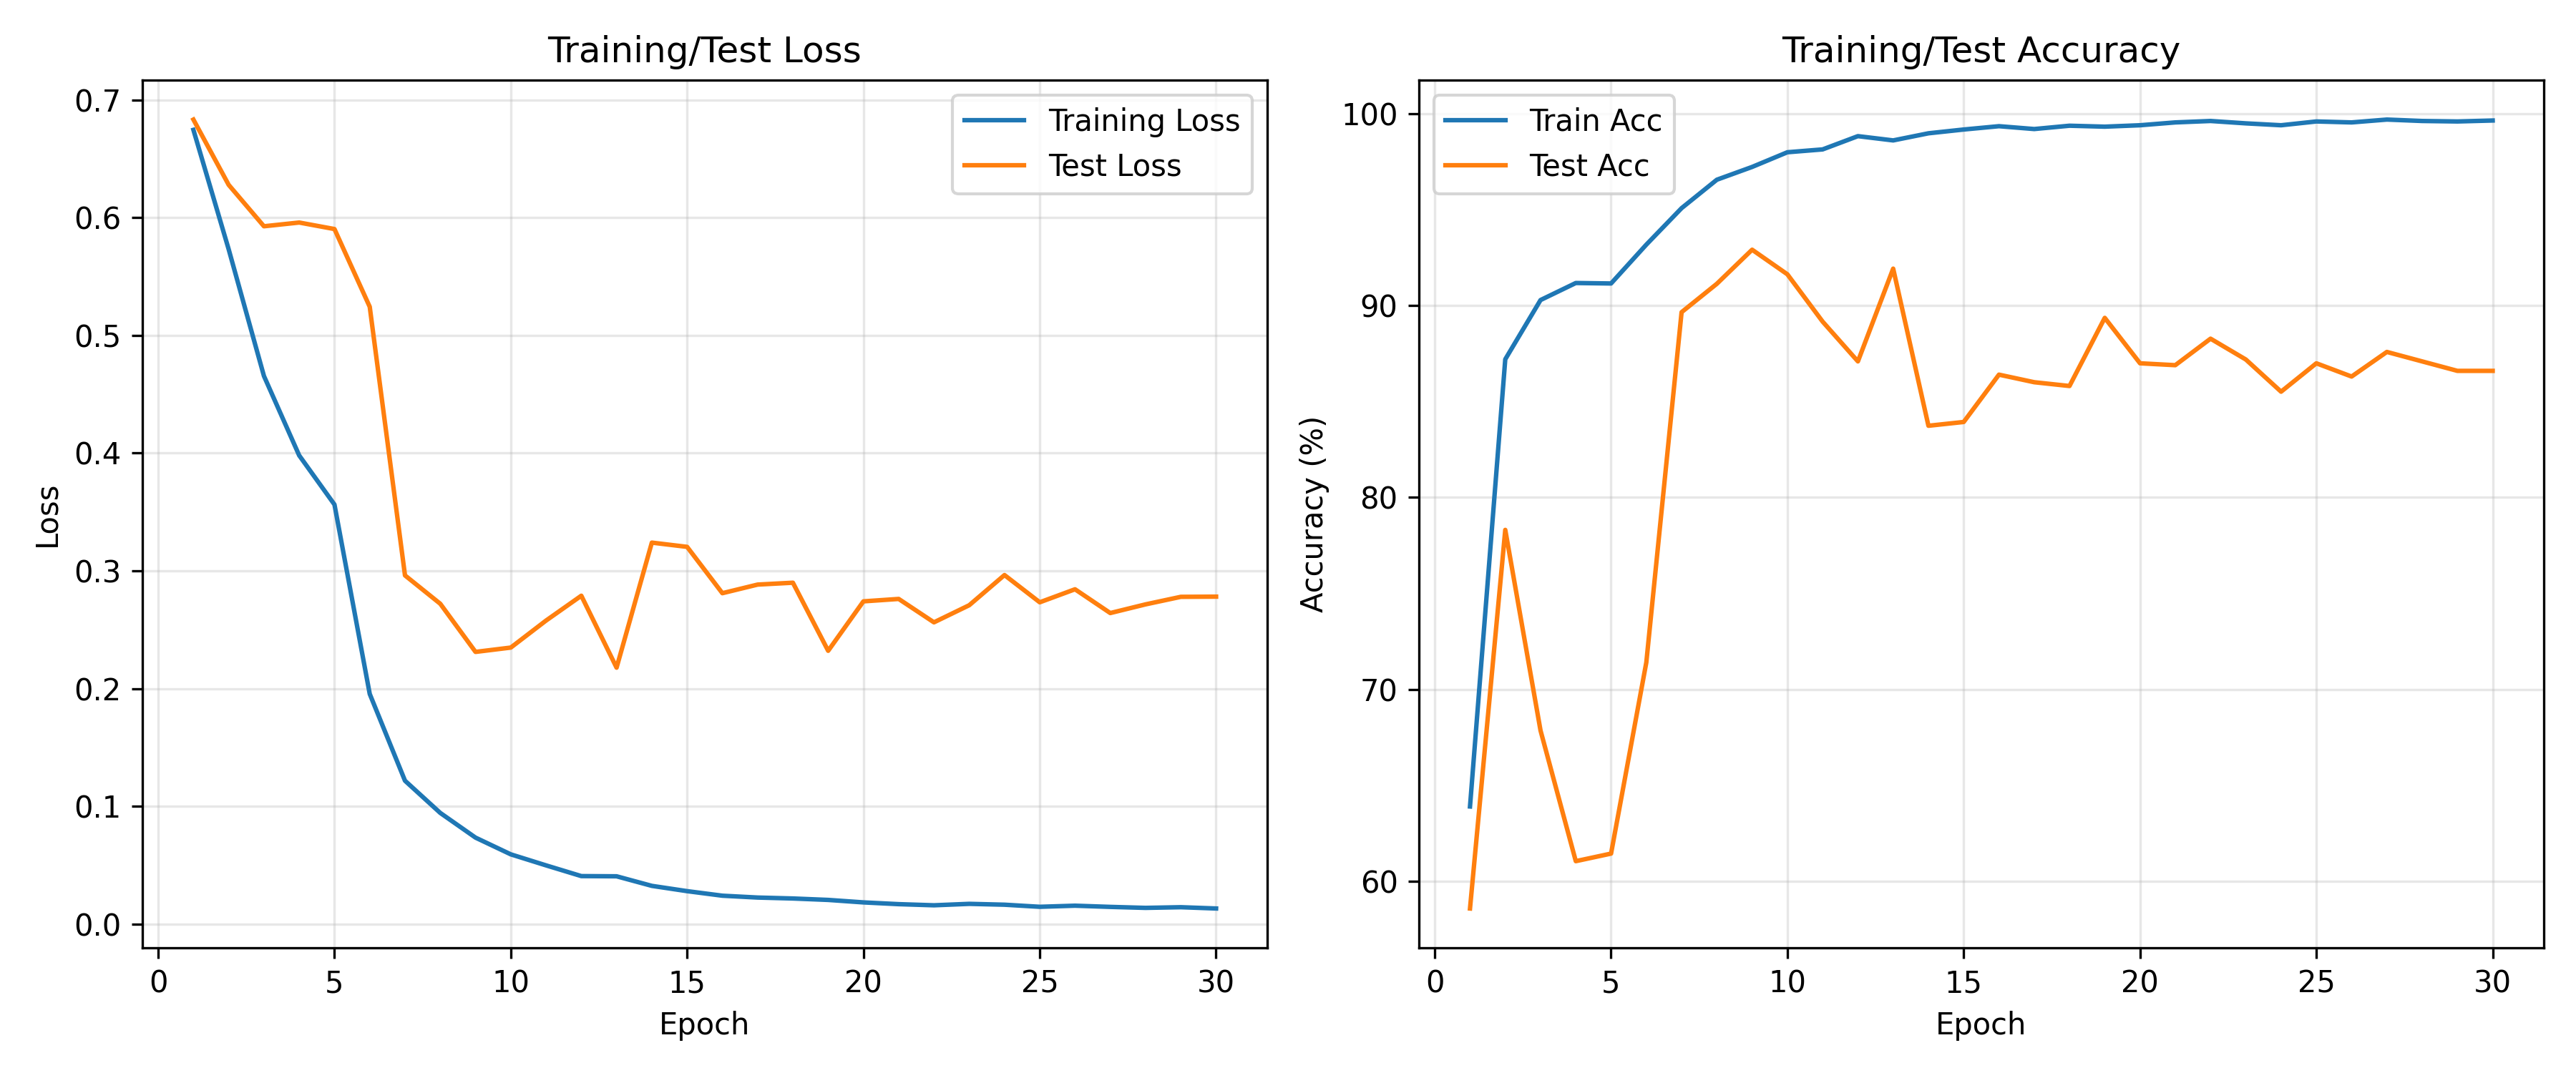 Training/Test Loss
0.7
0.6
0.5
0.4
0.3
0.2
0.1
0.0
Loss
0 5 10 15 20 25 30
Epoch
Training Loss
Test Loss
Training/Test Accuracy
100
90
80
70
60
Accuracy (%)
0 5 10 15 20 25 30
Epoch
Train Acc
Test Acc